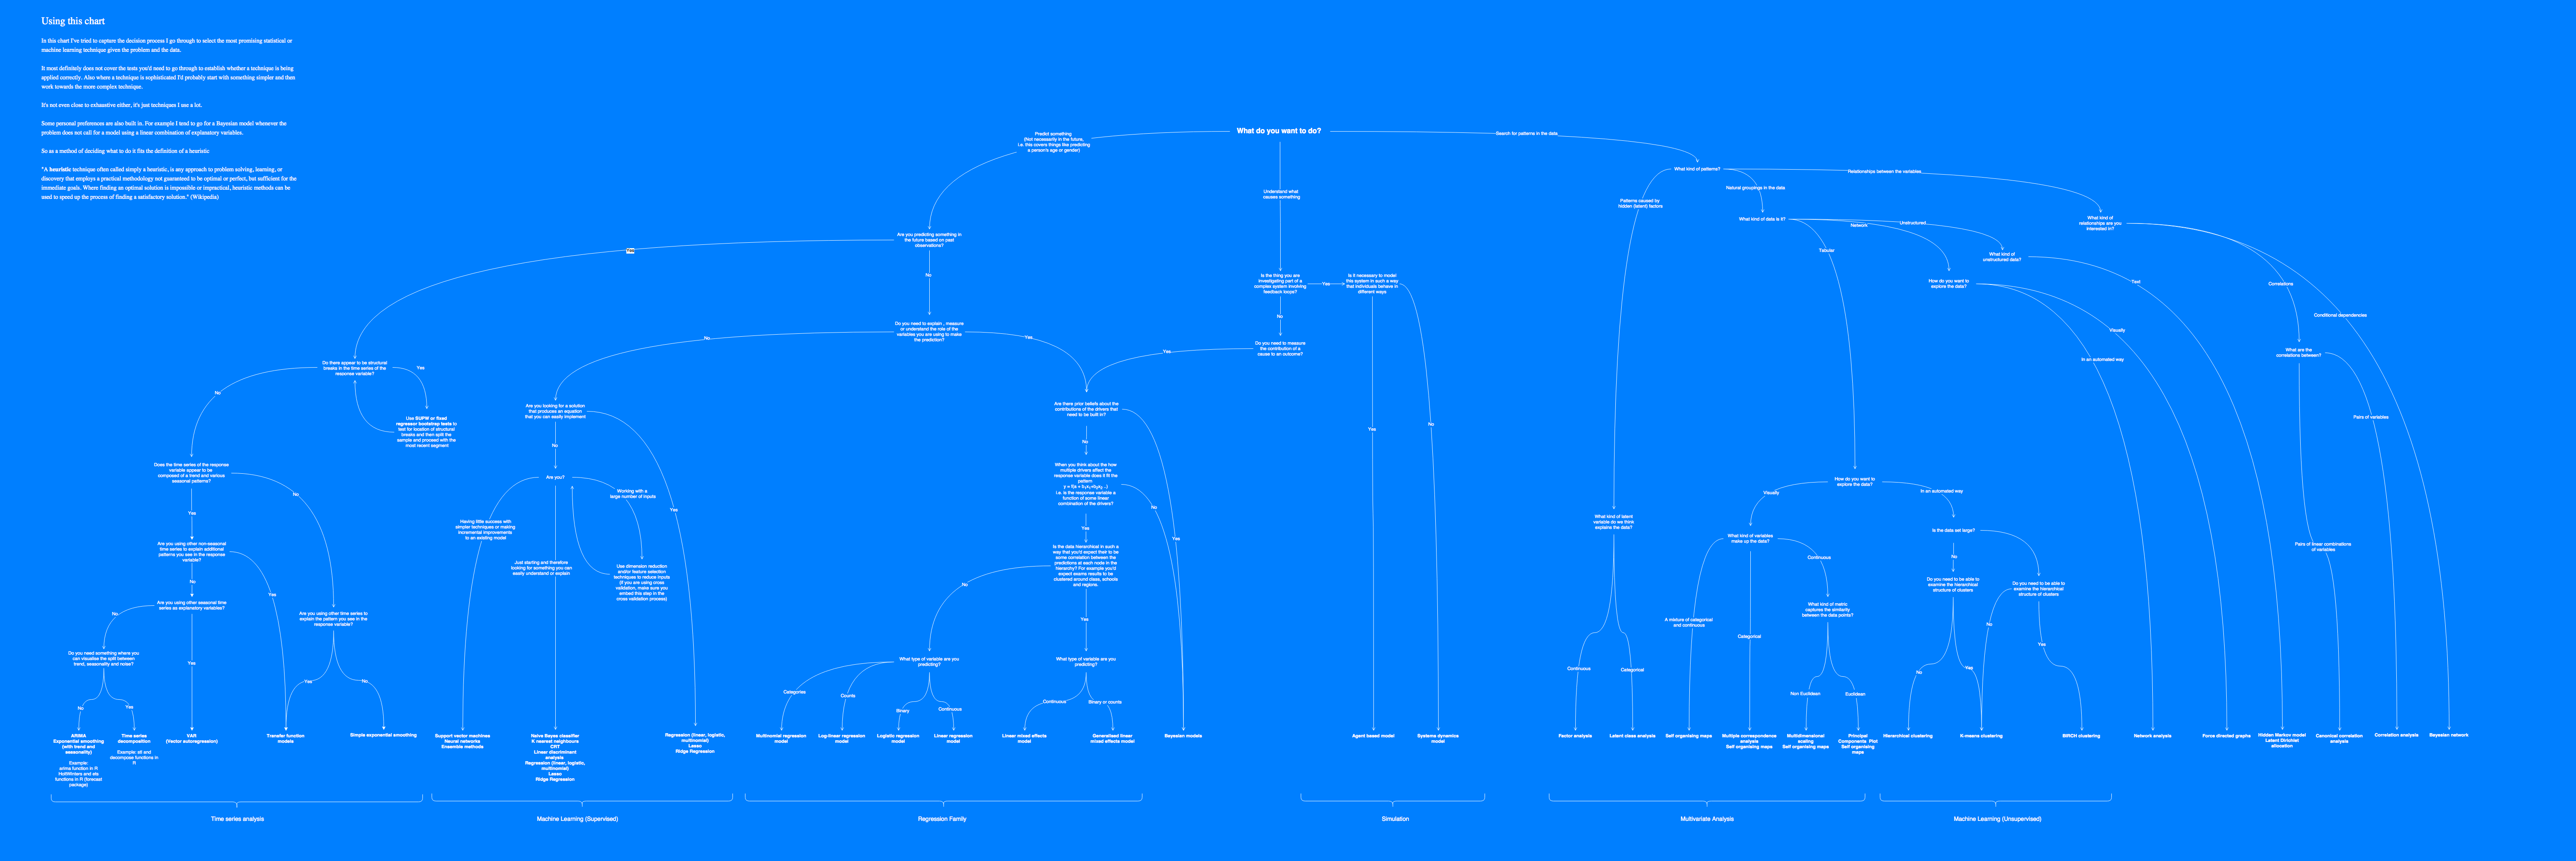 Using this chart
In this chart I've tried to capture the decision process I go through to select the most promising statistical or
machine learning technique given the problem and the data.
It most definitely does not cover the tests you'd need to go through to establish whether a technique is being
applied correctly. Also where a technique is sophisticated I'd probably start with something simpler and then
work towards the more complex technique.
It's not even close to exhaustive either, it's just techniques I use a lot.
Some personal preferences are also built in. For example I tend to go for a Bayesian model whenever the
problem does not call for a model using a linear combination of explanatory variables.
So as a method of deciding what to do it fits the definition of a heuristic
"A heuristic technique often called simply a heuristic, is any approach to problem solving, learning, or
discovery that employs a practical methodology not guaranteed to be optimal or perfect, but sufficient for the
immediate goals. Where finding an optimal solution is impossible or impractical, heuristic methods can be
used to speed up the process of finding a satisfactory solution." (Wikipedia)
What do you want to do?
Predict something
(Not necessarily in the future,
i.e. this covers things like predicting
a person's age or gender)
Understand what
causes something
Search for patterns in the data
Are you predicting something in
the future based on past
observations?
Yes
No
Do there appear to be structural
breaks in the time series of the
response variable?
Yes
No
Use SUPW or fixed
regressor bootstrap tests to
test for location of structural
breaks and then split the
sample and proceed with the
most recent segment
Does the time series of the response
variable appear to be
composed of a trend and various
seasonal patterns?
Yes
No
Are you using other non-seasonal
time series to explain additional
patterns you see in the response
variable?
No
Yes
Are you using other seasonal time
series as explanatory variables?
No
Yes
Do you need something where you
can visualise the split between
trend, seasonality and noise?
No
Yes
Are you using other time series to
explain the pattern you see in the
response variable?
Yes
No
ARIMA
Exponential smoothing
(with trend and
seasonality)
Example:
arima function in R
HoltWinters and ets
functions in R (forecast
package)
Time series
decomposition
Example: stl and
decompose functions in
R
VAR
(Vector autoregression)
Transfer function
models
Simple exponential smoothing
Time series analysis
Do you need to explain , measure
or understand the role of the
variables you are using to make
the prediction?
No
Yes
Are you looking for a solution
that produces an equation
that you can easily implement
No
Yes
Are you?
Having little success with
simpler techniques or making
incremental improvements
to an existing model
Just starting and therefore
looking for something you can
easily understand or explain
Working with a
large number of inputs
Use dimension reduction
and/or feature selection
techniques to reduce inputs
(if you are using cross
validation, make sure you
embed this step in the
cross validation process)
Support vector machines
Neural networks
Ensemble methods
Naive Bayes classifier
K nearest neighbours
CRT
Linear discriminant
analysis
Regression (linear, logistic,
multinomial)
Lasso
Ridge Regression
Regression (linear, logistic,
multinomial)
Lasso
Ridge Regression
Machine Learning (Supervised)
Are there prior beliefs about the
contributions of the drivers that
need to be built in?
No
Yes
When you think about the how
multiple drivers affect the
response variable does it fit the
pattern
y = f(a + b₁x₁+b₂x₂ ..)
i.e. is the response variable a
function of some linear
combination of the drivers?
Yes
No
Is the data hierarchical in such a
way that you'd expect their to be
some correlation between the
predictions at each node in the
hierarchy? For example you'd
expect exams results to be
clustered around class, schools
and regions.
No
Yes
What type of variable are you
predicting?
Categories
Counts
Binary
Continuous
What type of variable are you
predicting?
Continuous
Binary or counts
Multinomial regression
model
Log-linear regression
model
Logistic regression
model
Linear regression
model
Linear mixed effects
model
Generalised linear
mixed effects model
Bayesian models
Regression Family
Is the thing you are
investigating part of a
complex system involving
feedback loops?
Yes
No
Is it necessary to model
this system in such a way
that individuals behave in
different ways
Yes
No
Do you need to measure
the contribution of a
cause to an outcome?
Yes
Agent based model
Systems dynamics
model
Simulation
What kind of patterns?
Patterns caused by
hidden (latent) factors
Natural groupings in the data
Relationships between the variables
What kind of latent
variable do we think
explains the data?
Continuous
Categorical
Factor analysis
Latent class analysis
What kind of data is it?
Tabular
Network
Unstructured
How do you want to
explore the data?
Visually
In an automated way
What kind of variables
make up the data?
A mixture of categorical
and continuous
Categorical
Continuous
What kind of metric
captures the similarity
between the data points?
Non Euclidean
Euclidean
Self organising maps
Multiple correspondence
analysis
Self organising maps
Multidimensional
scaling
Self organising maps
Principal
Components Plot
Self organising
maps
Multivariate Analysis
Is the data set large?
No
Do you need to be able to
examine the hierarchical
structure of clusters
No
Yes
Do you need to be able to
examine the hierarchical
structure of clusters
No
Yes
Hierarchical clustering
K-means clustering
BIRCH clustering
Machine Learning (Unsupervised)
How do you want to
explore the data?
Visually
In an automated way
Network analysis
Force directed graphs
What kind of
unstructured data?
Text
Hidden Markov model
Latent Dirichlet
allocation
What kind of
relationships are you
interested in?
Correlations
Conditional dependencies
What are the
correlations between?
Pairs of variables
Pairs of linear combinations
of variables
Canonical correlation
analysis
Correlation analysis
Bayesian network